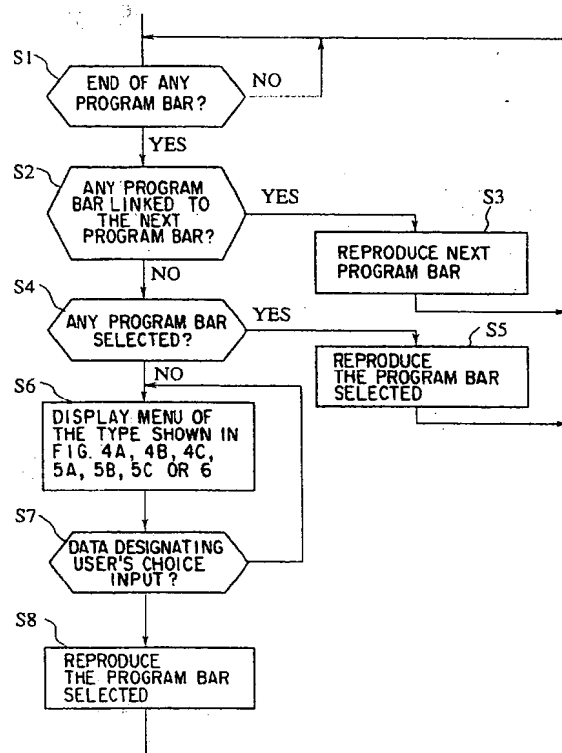 S1
END OF ANY
PROGRAM BAR?
NO
YES
S2
ANY PROGRAM
BAR LINKED TO
THE NEXT
PROGRAM BAR?
YES
S3
REPRODUCE NEXT
PROGRAM BAR
NO
S4
ANY PROGRAM BAR
SELECTED?
YES
S5
REPRODUCE
THE PROGRAM BAR
SELECTED
NO
S6
DISPLAY MENU OF
THE TYPE SHOWN IN
FIG. 4A, 4B, 4C,
5A, 5B, 5C OR 6
S7
DATA DESIGNATING
USER'S CHOICE
INPUT?
S8
REPRODUCE
THE PROGRAM BAR
SELECTED